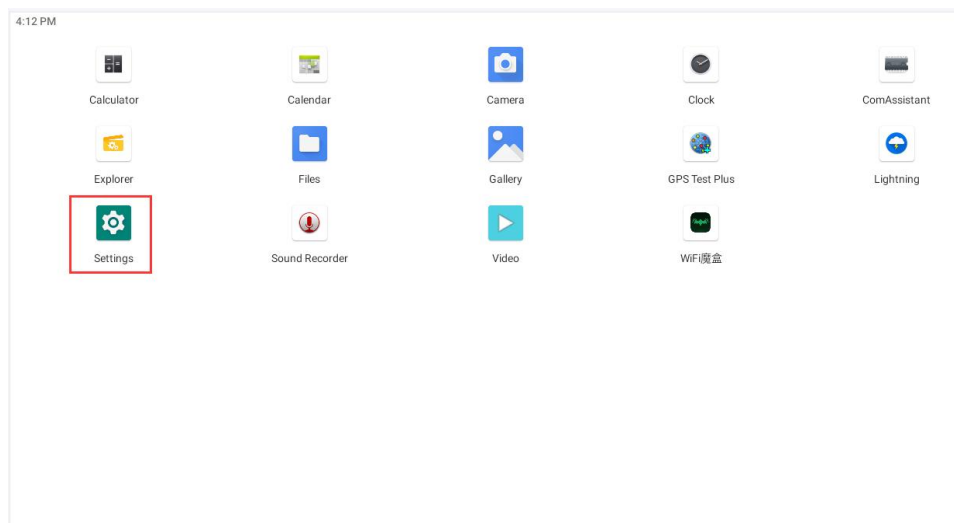 4:12 PM
Calculator Calendar Camera Clock ComAssistant
Explorer Files Gallery GPS Test Plus Lightning
Settings Sound Recorder Video WiFi魔盒